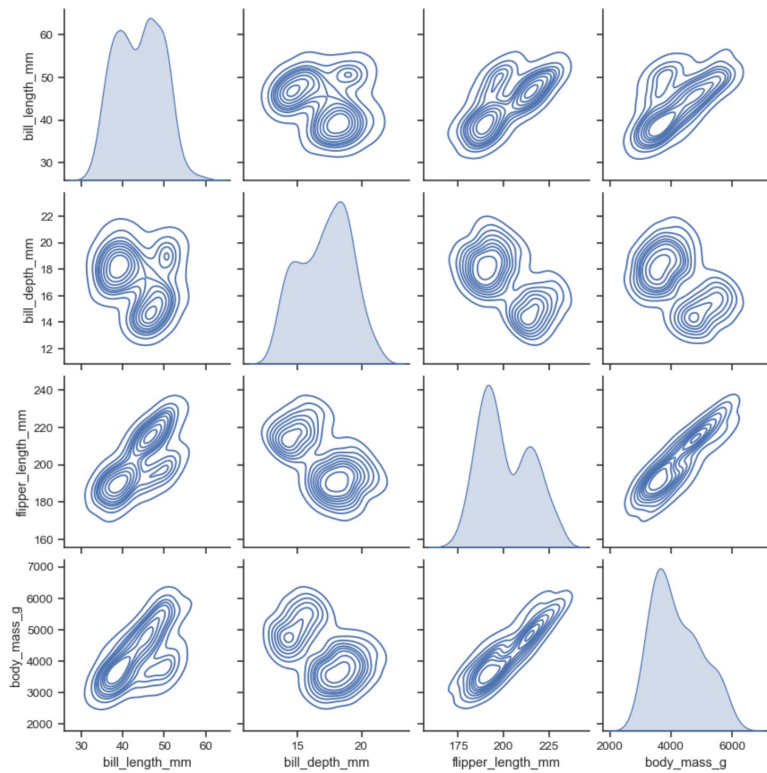 bill_length_mm
60
50
40
30
bill_depth_mm
22
20
18
16
14
12
flipper_length_mm
240
220
200
180
160
body_mass_g
7000
6000
5000
4000
3000
2000
30 40 50 60
15 20
175 200 225
2000 4000 6000
bill_length_mm
bill_depth_mm
flipper_length_mm
body_mass_g